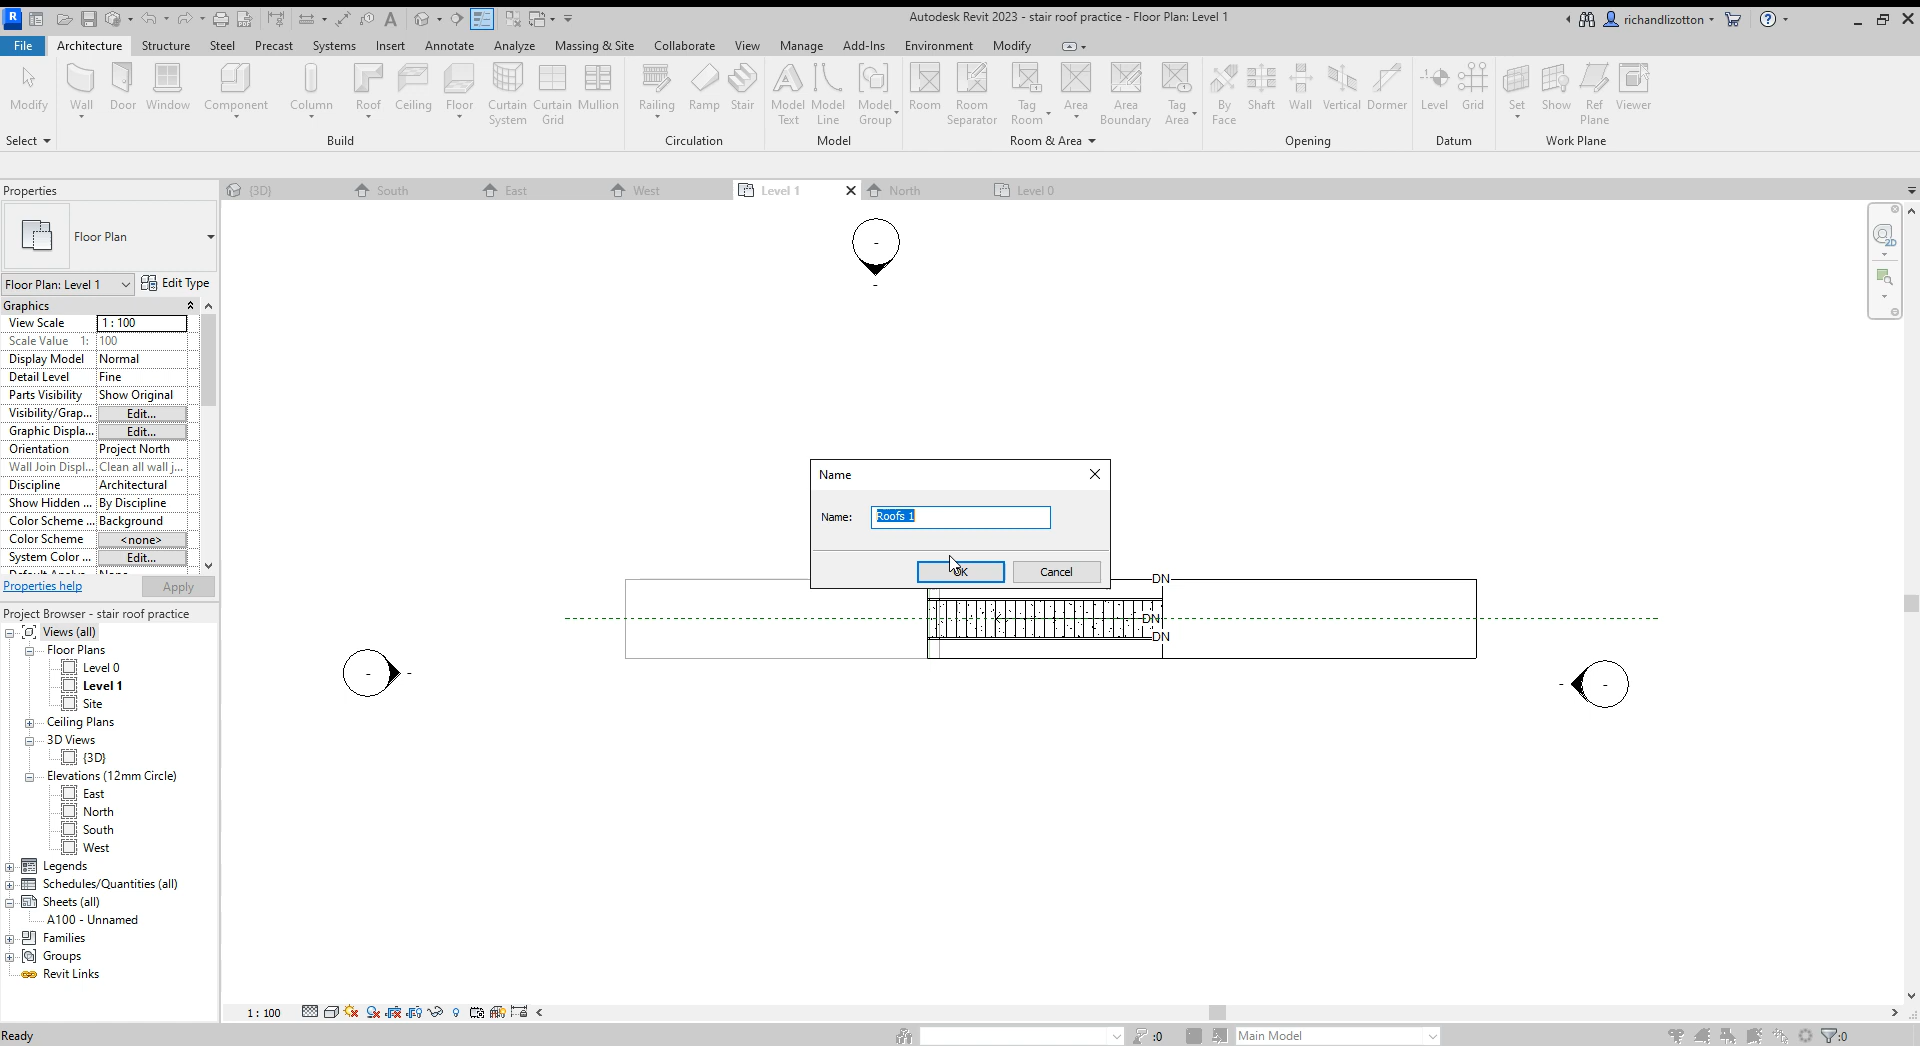 Autodesk Revit 2023 - stair roof practice - Floor Plan: Level 1
richandlizotton
File Architecture Structure Steel Precast Systems Insert Annotate Analyze Massing & Site Collaborate View Manage Add-Ins Environment Modify
Modify Wall Door Window Component Column Roof Ceiling Floor Curtain System Curtain Grid Mullion Railing Ramp Stair Model Text Model Line Model Group Room Room Separator Tag Room Area Area Boundary Tag Area By Face Shaft Wall Vertical Dormer Level Grid Set Show Ref Plane Viewer
Select Build Circulation Model Room & Area Opening Datum Work Plane
Properties
{3D} South East West Level 1 North Level 0
Floor Plan
Floor Plan: Level 1 Edit Type
Graphics
View Scale 1 : 100
Scale Value 1: 100
Display Model Normal
Detail Level Fine
Parts Visibility Show Original
Visibility/Grap... Edit...
Graphic Displa... Edit...
Orientation Project North
Wall Join Displ... Clean all wall j...
Discipline Architectural
Show Hidden ... By Discipline
Color Scheme ... Background
Color Scheme <none>
System Color ... Edit...
Properties help Apply
Project Browser - stair roof practice
Views (all)
Floor Plans
Level 0
Level 1
Site
Ceiling Plans
3D Views
{3D}
Elevations (12mm Circle)
East
North
South
West
Legends
Schedules/Quantities (all)
Sheets (all)
A100 - Unnamed
Families
Groups
Revit Links
2D
Name
Name: Roofs 1
OK Cancel
DN
DN
DN
1 : 100
Ready
:0
Main Model
:0